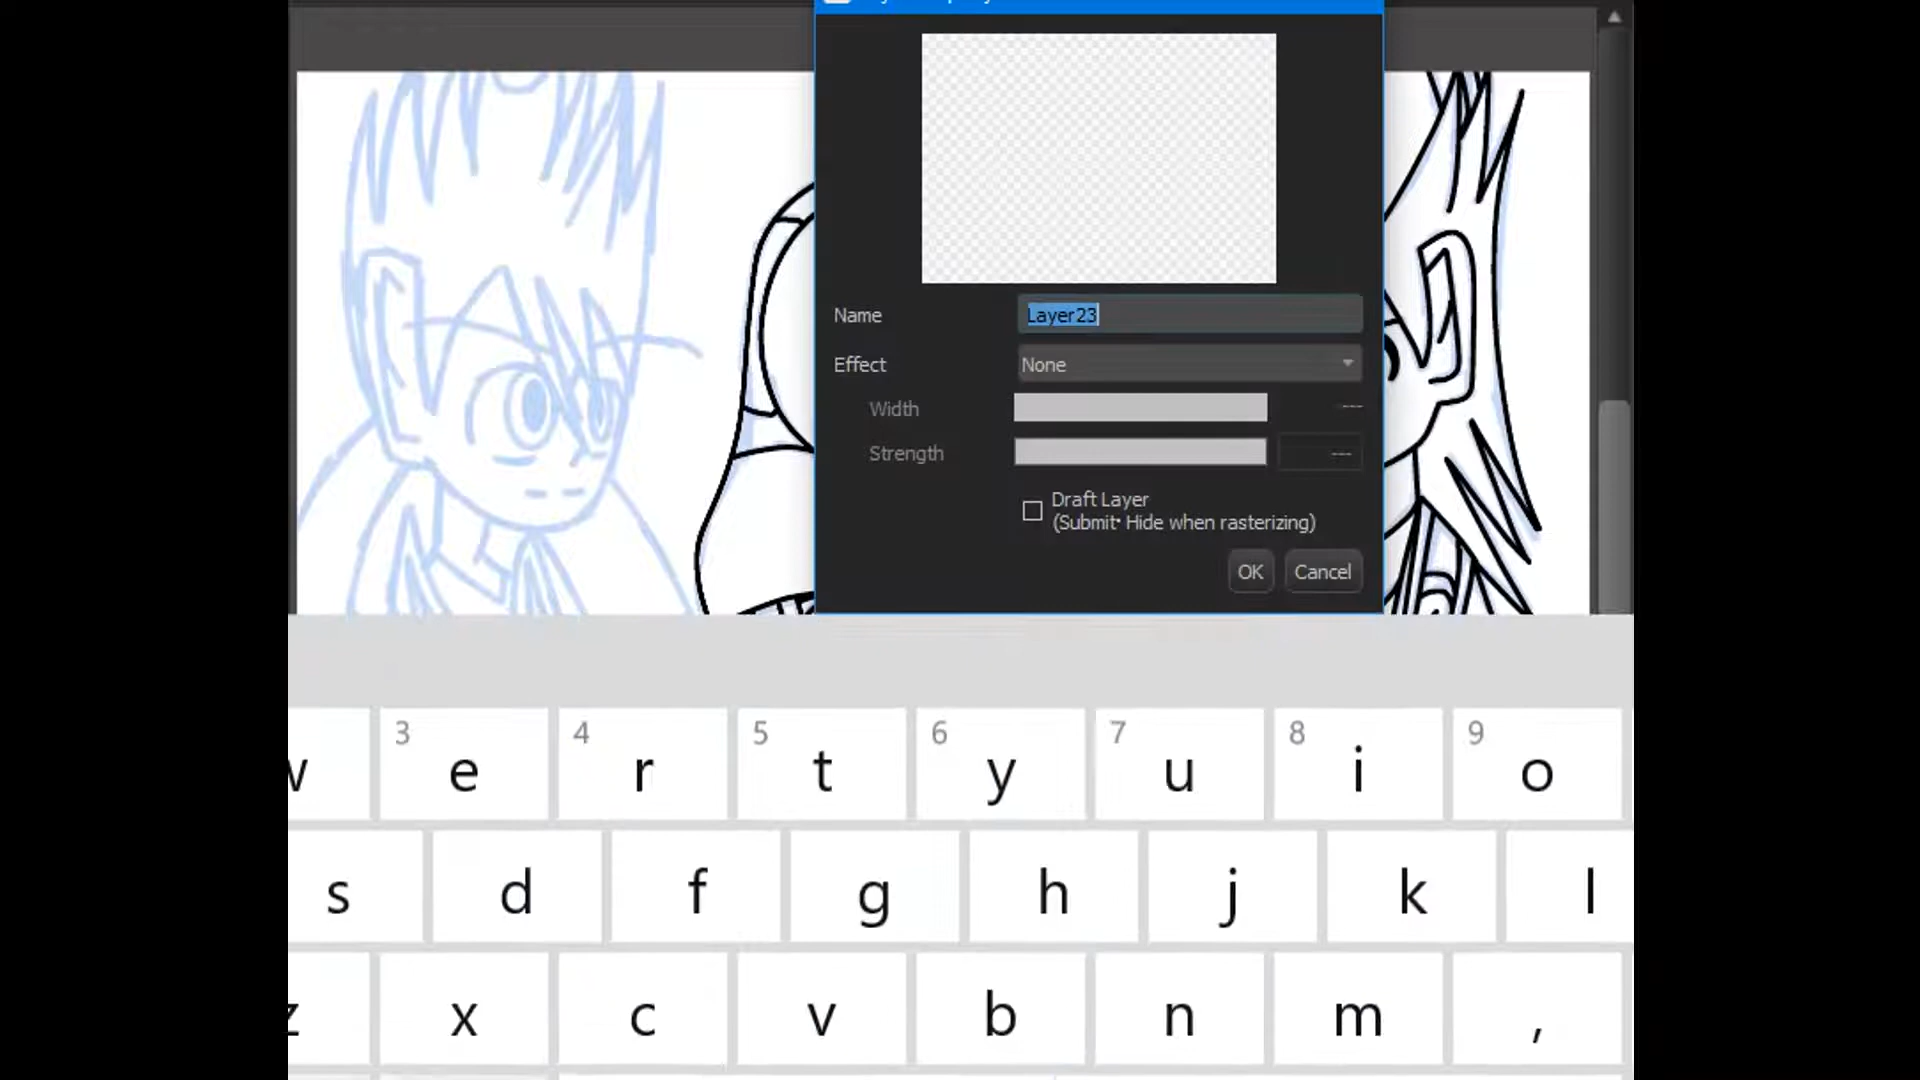 Name
Layer23
Effect
None
Width
---
Strength
---
Draft Layer
(Submit・Hide when rasterizing)
OK
Cancel
3 4 5 6 7 8 9
e r t y u i o
s d f g h j k l
z x c v b n m ,